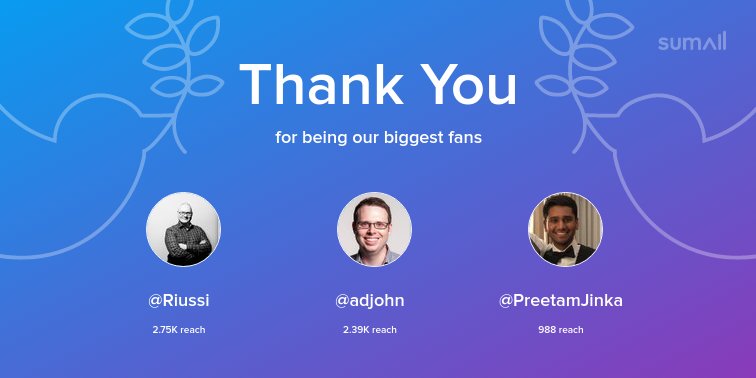 sumall
Thank You
for being our biggest fans
@Riussi
@adjohn
@PreetamJinka
2.75K reach
2.39K reach
988 reach